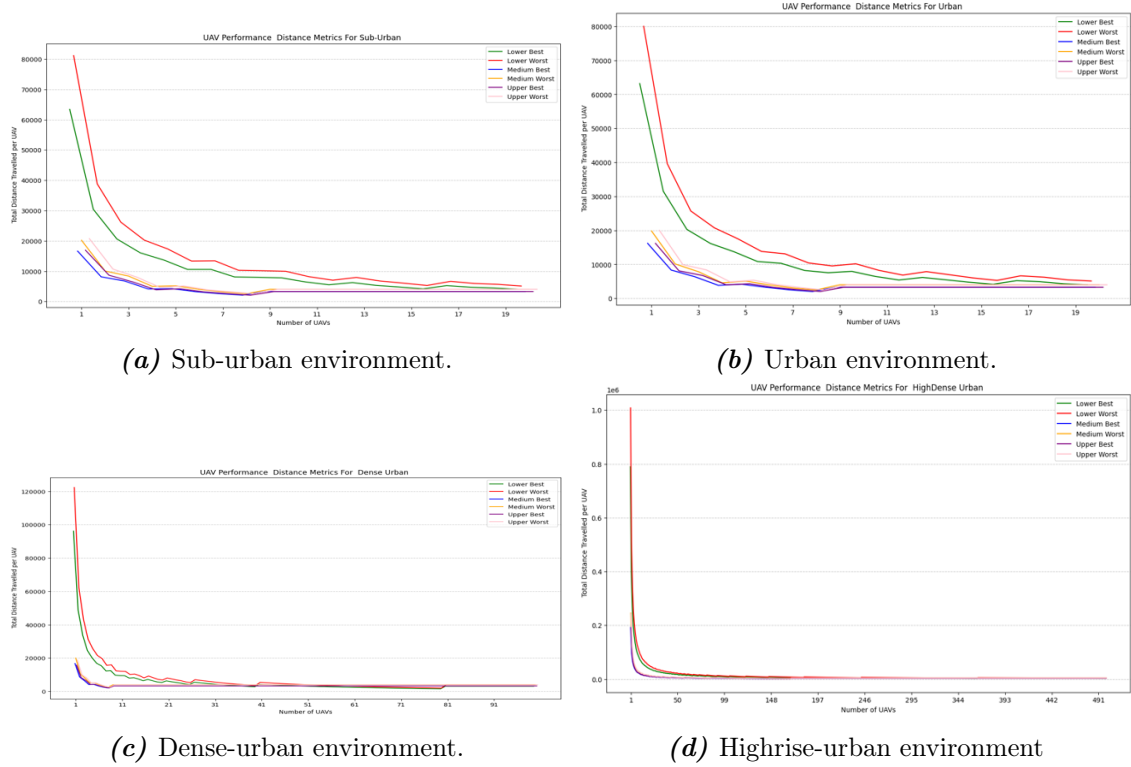 UAV Performance Distance Metrics For Sub-Urban
Lower Best
Lower Worst
Medium Best
Medium Worst
Upper Best
Upper Worst
Total Distance Travelled per UAV
80000
70000
60000
50000
40000
30000
20000
10000
0
1 3 5 7 9 11 13 15 17 19
Number of UAVs
(a) Sub-urban environment.
UAV Performance Distance Metrics For Urban
Lower Best
Lower Worst
Medium Best
Medium Worst
Upper Best
Upper Worst
Total Distance Travelled per UAV
80000
70000
60000
50000
40000
30000
20000
10000
0
1 3 5 7 9 11 13 15 17 19
Number of UAVs
(b) Urban environment.
UAV Performance Distance Metrics For Dense Urban
Lower Best
Lower Worst
Medium Best
Medium Worst
Upper Best
Upper Worst
Total Distance Travelled per UAV
120000
100000
80000
60000
40000
20000
0
1 11 21 31 41 51 61 71 81 91
Number of UAVs
(c) Dense-urban environment.
UAV Performance Distance Metrics For HighDense Urban
1e6
Lower Best
Lower Worst
Medium Best
Medium Worst
Upper Best
Upper Worst
Total Distance Travelled per UAV
1.0
0.8
0.6
0.4
0.2
0.0
1 50 99 148 197 246 295 344 393 442 491
Number of UAVs
(d) Highrise-urban environment